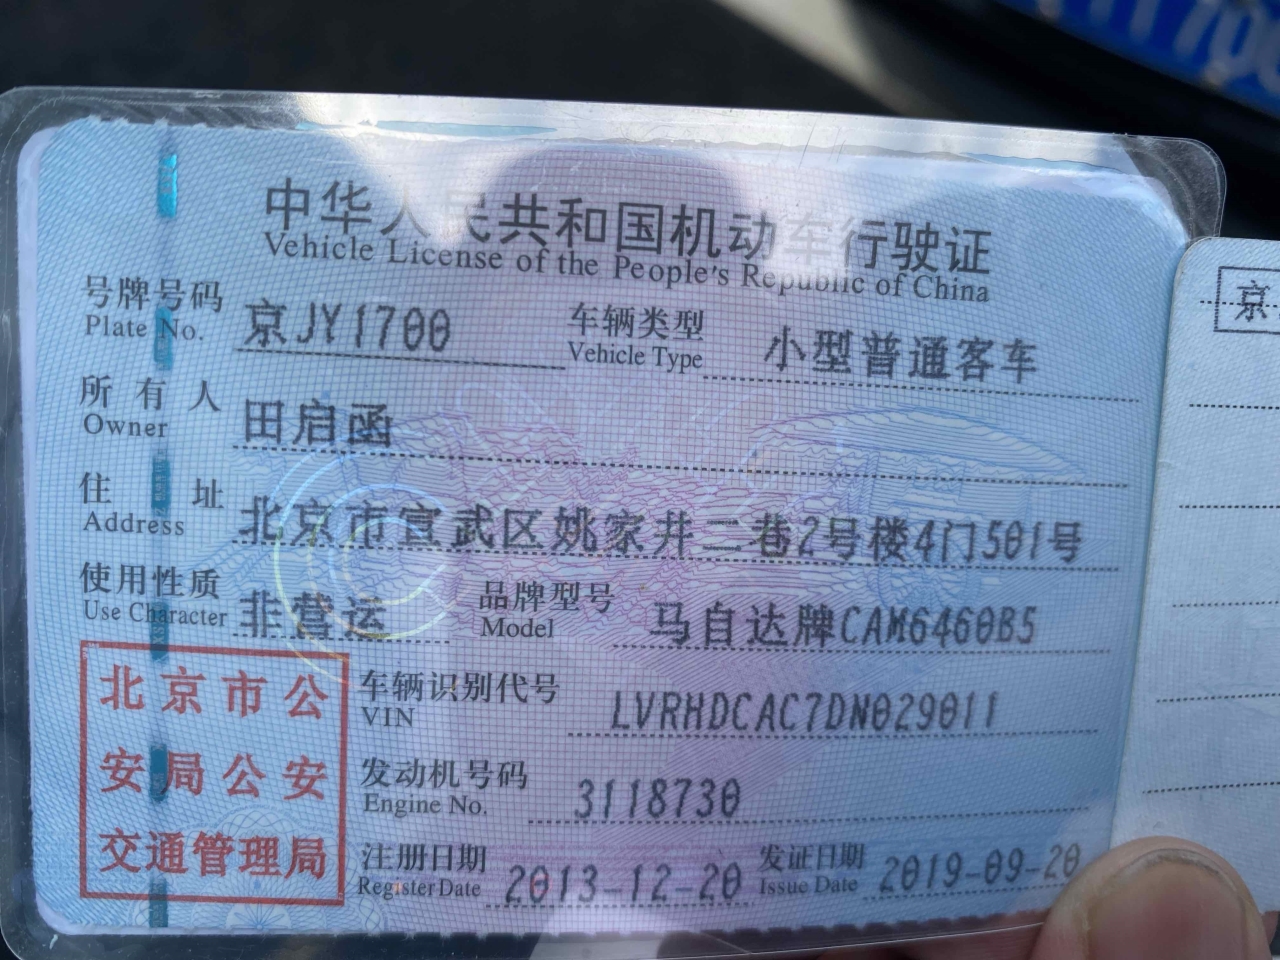 中华人民共和国机动车行驶证
Vehicle License of the People's Republic of China
号牌号码 京JY1700 车辆类型 小型普通客车
Plate No. Vehicle Type
所有人 田启函
Owner
住址 北京市宣武区姚家井二巷2号楼4门501号
Address
使用性质 非营运 品牌型号 马自达牌CAM6460B5
Use Character Model
北京市公
安局公安
交通管理局
车辆识别代号 LVRHDCAC7DN029011
VIN
发动机号码 3118730
Engine No.
注册日期 2013-12-20 发证日期 2019-09-20
Register Date Issue Date
京